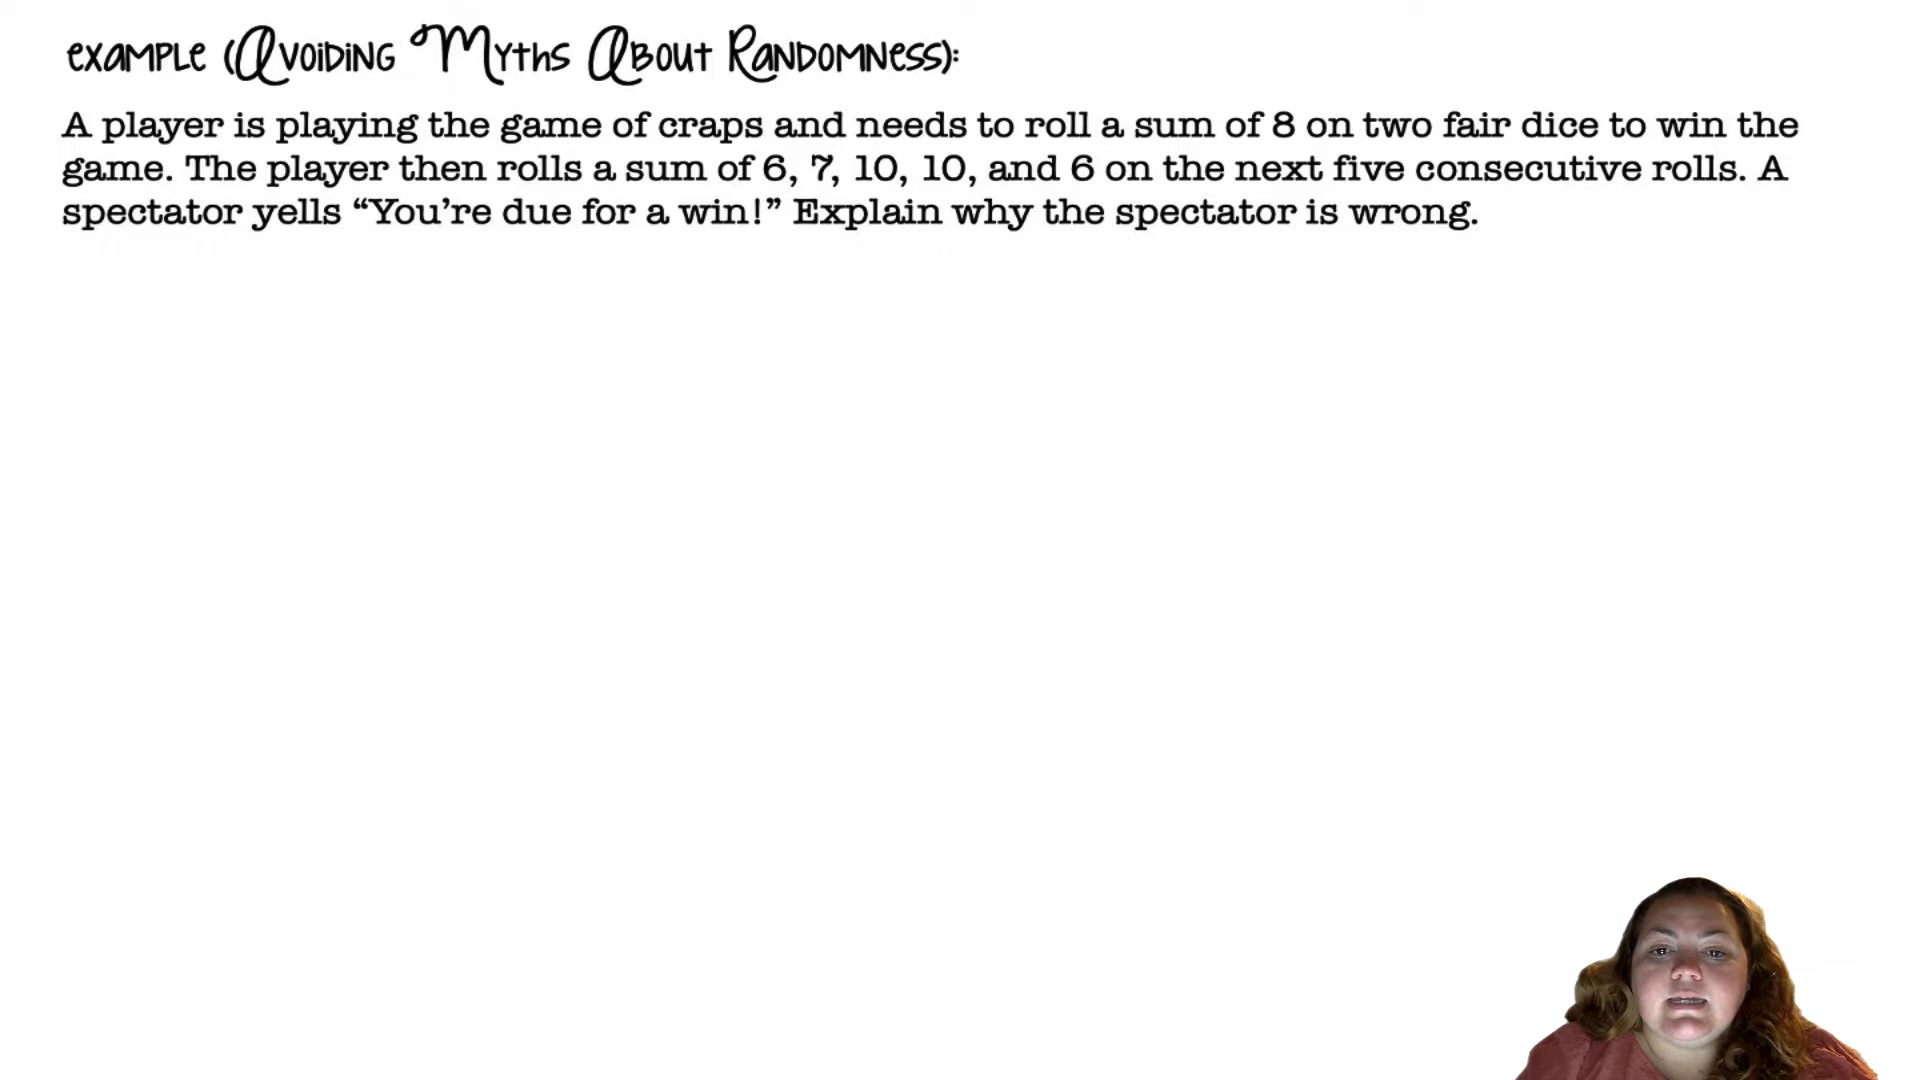 example (Avoiding Myths About Randomness):
A player is playing the game of craps and needs to roll a sum of 8 on two fair dice to win the
game. The player then rolls a sum of 6, 7, 10, 10, and 6 on the next five consecutive rolls. A
spectator yells “You’re due for a win!” Explain why the spectator is wrong.